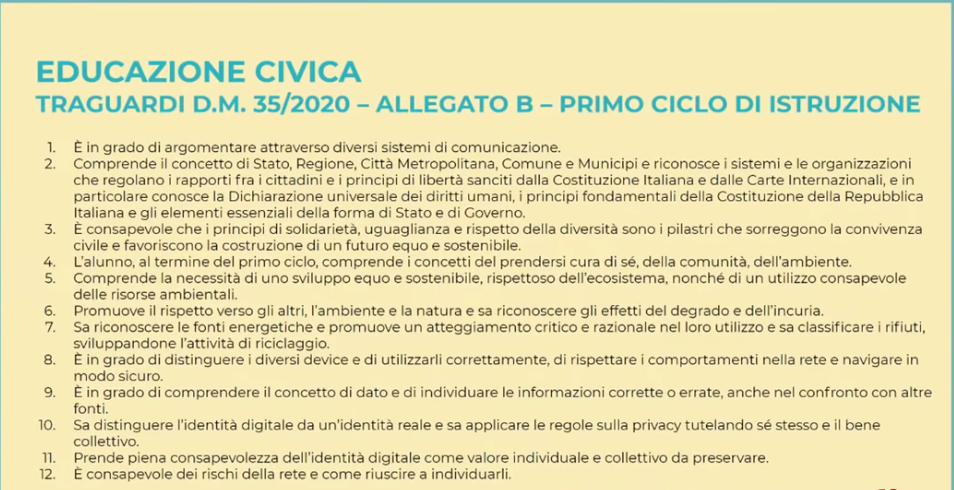 EDUCAZIONE CIVICA
TRAGUARDI D.M. 35/2020 – ALLEGATO B – PRIMO CICLO DI ISTRUZIONE
1. È in grado di argomentare attraverso diversi sistemi di comunicazione.
2. Comprende il concetto di Stato, Regione, Città Metropolitana, Comune e Municipi e riconosce i sistemi e le organizzazioni
che regolano i rapporti fra i cittadini e i principi di libertà sanciti dalla Costituzione Italiana e dalle Carte Internazionali, e in
particolare conosce la Dichiarazione universale dei diritti umani, i principi fondamentali della Costituzione della Repubblica
Italiana e gli elementi essenziali della forma di Stato e di Governo.
3. È consapevole che i principi di solidarietà, uguaglianza e rispetto della diversità sono i pilastri che sorreggono la convivenza
civile e favoriscono la costruzione di un futuro equo e sostenibile.
4. L'alunno, al termine del primo ciclo, comprende i concetti del prendersi cura di sé, della comunità, dell'ambiente.
5. Comprende la necessità di uno sviluppo equo e sostenibile, rispettoso dell'ecosistema, nonché di un utilizzo consapevole
delle risorse ambientali.
6. Promuove il rispetto verso gli altri, l'ambiente e la natura e sa riconoscere gli effetti del degrado e dell'incuria.
7. Sa riconoscere le fonti energetiche e promuove un atteggiamento critico e razionale nel loro utilizzo e sa classificare i rifiuti,
sviluppandone l'attività di riciclaggio.
8. È in grado di distinguere i diversi device e di utilizzarli correttamente, di rispettare i comportamenti nella rete e navigare in
modo sicuro.
9. È in grado di comprendere il concetto di dato e di individuare le informazioni corrette o errate, anche nel confronto con altre
fonti.
10. Sa distinguere l'identità digitale da un'identità reale e sa applicare le regole sulla privacy tutelando sé stesso e il bene
collettivo.
11. Prende piena consapevolezza dell'identità digitale come valore individuale e collettivo da preservare.
12. È consapevole dei rischi della rete e come riuscire a individuarli.